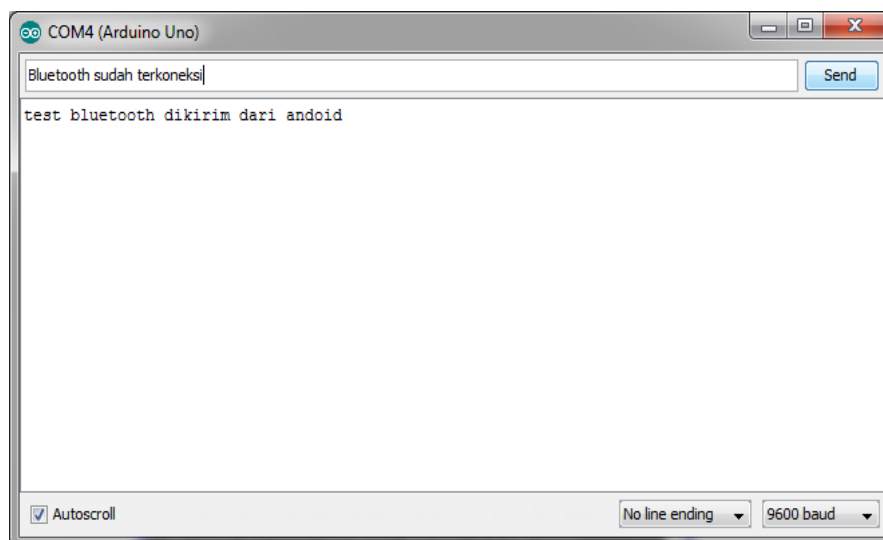 COM4 (Arduino Uno)
Bluetooth sudah terkoneksi
Send
test bluetooth dikirim dari andoid
Autoscroll
No line ending
9600 baud